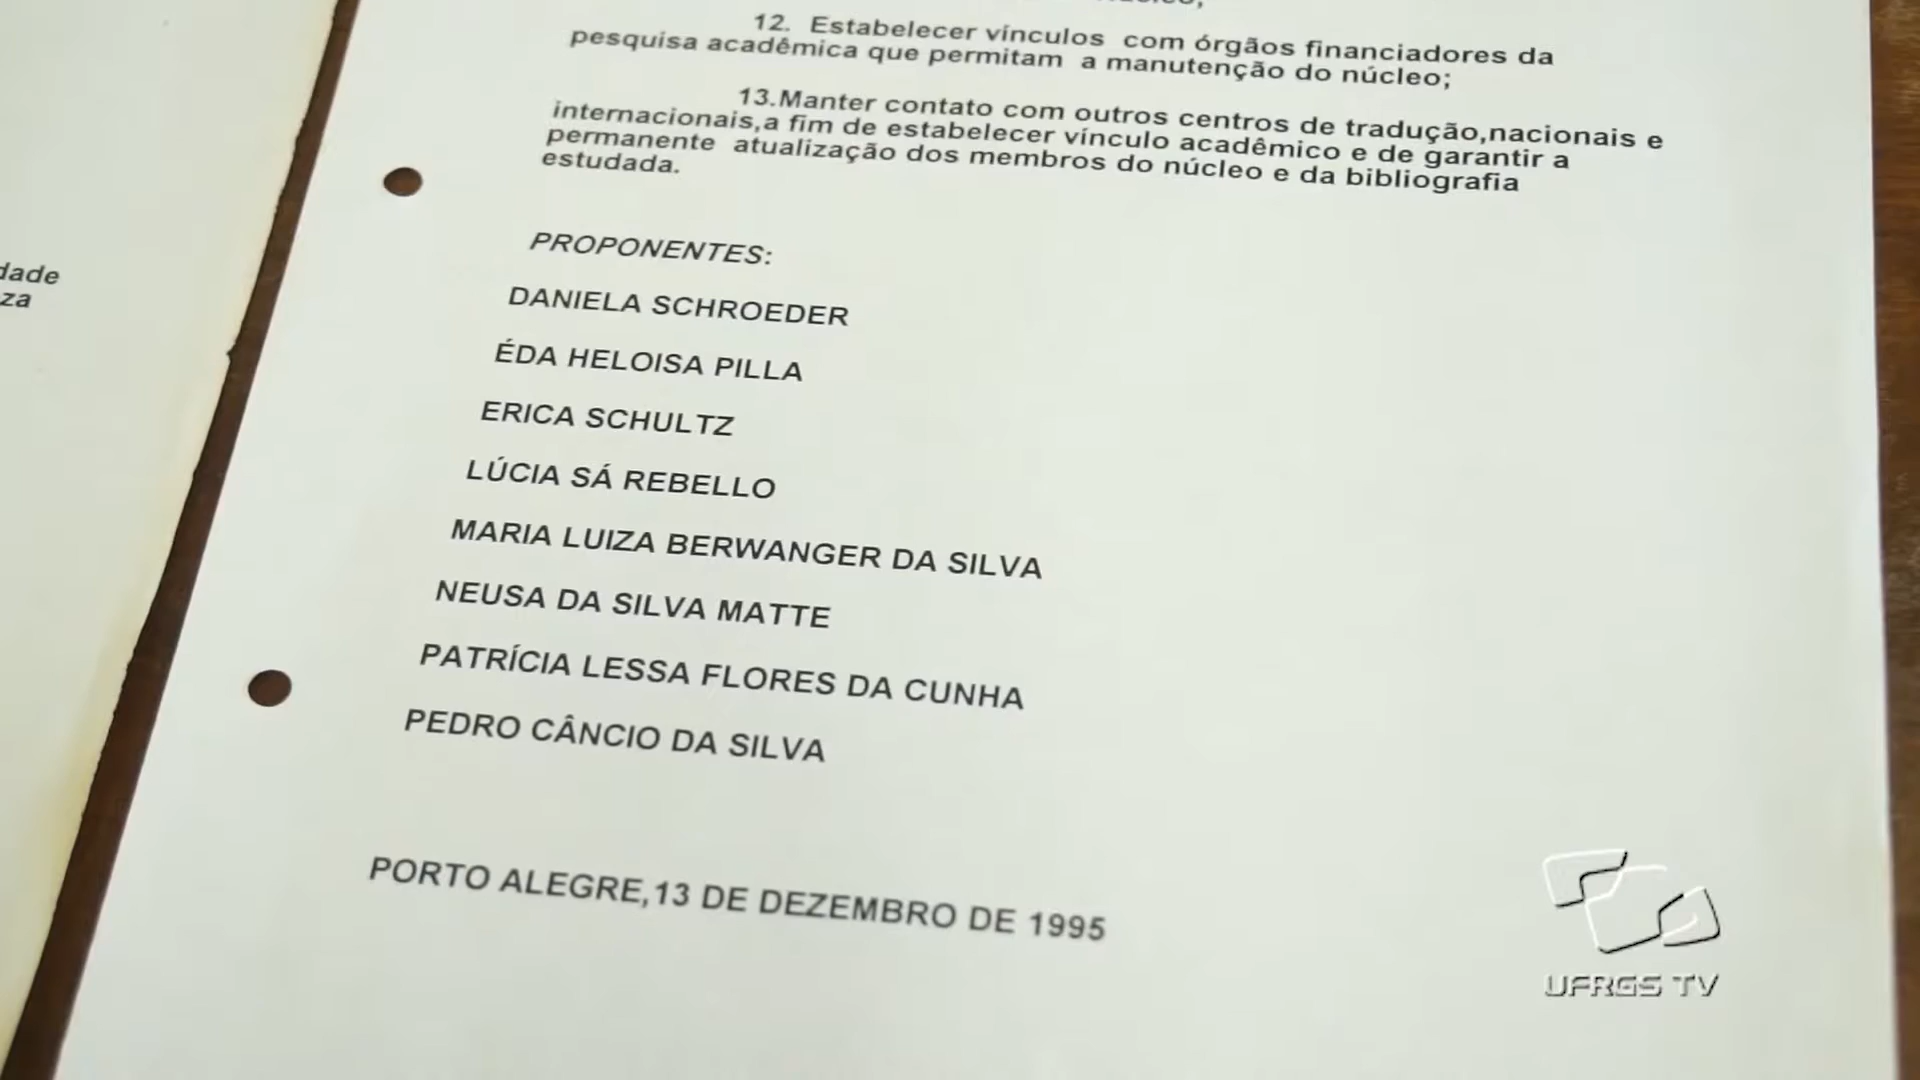 12. Estabelecer vínculos com órgãos financiadores da
pesquisa acadêmica que permitam a manutenção do núcleo;
13.Manter contato com outros centros de tradução,nacionais e
internacionais,a fim de estabelecer vínculo acadêmico e de garantir a
permanente atualização dos membros do núcleo e da bibliografia
estudada.
PROPONENTES:
DANIELA SCHROEDER
ÉDA HELOISA PILLA
ERICA SCHULTZ
LÚCIA SÁ REBELLO
MARIA LUIZA BERWANGER DA SILVA
NEUSA DA SILVA MATTE
PATRÍCIA LESSA FLORES DA CUNHA
PEDRO CÂNCIO DA SILVA
PORTO ALEGRE,13 DE DEZEMBRO DE 1995
dade
za
UFRGS TV